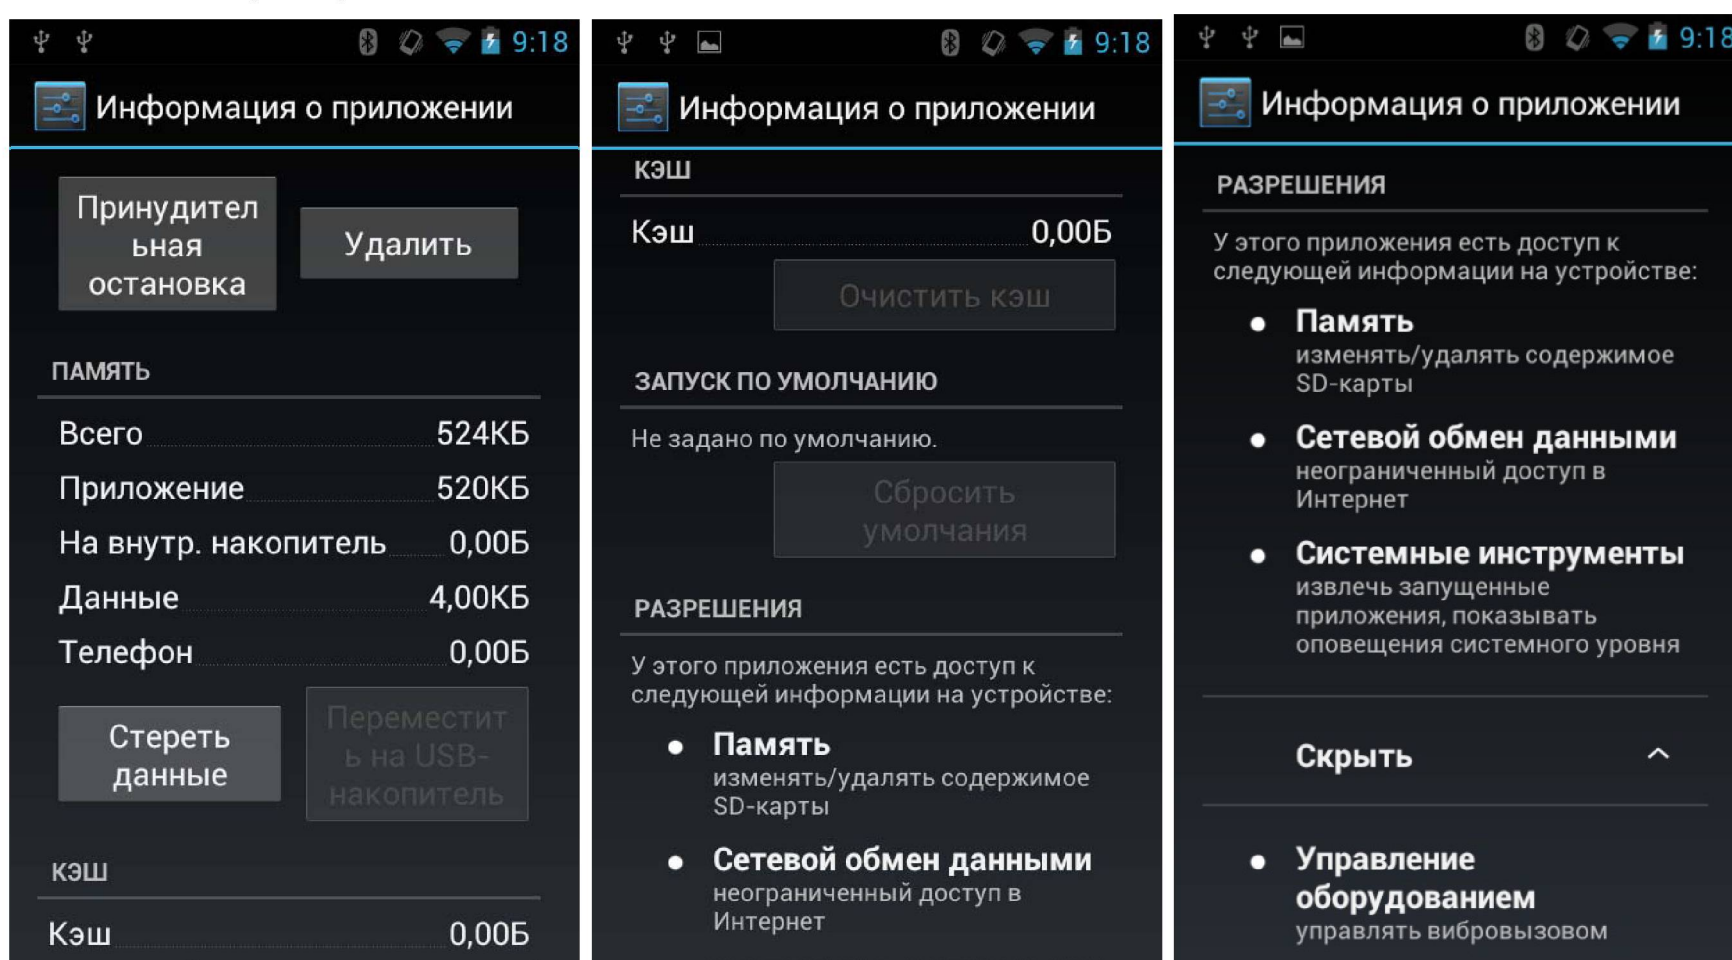 9:18
Информация о приложении
Принудител
ьная
остановка
Удалить
ПАМЯТЬ
Всего 524КБ
Приложение 520КБ
На внутр. накопитель 0,00Б
Данные 4,00КБ
Телефон 0,00Б
Стереть
данные
Переместит
ь на USB-
накопитель
КЭШ
Кэш 0,00Б
9:18
Информация о приложении
КЭШ
Кэш 0,00Б
Очистить кэш
ЗАПУСК ПО УМОЛЧАНИЮ
Не задано по умолчанию.
Сбросить
умолчания
РАЗРЕШЕНИЯ
У этого приложения есть доступ к
следующей информации на устройстве:
Память
изменять/удалять содержимое
SD-карты
Сетевой обмен данными
неограниченный доступ в
Интернет
9:18
Информация о приложении
РАЗРЕШЕНИЯ
У этого приложения есть доступ к
следующей информации на устройстве:
Память
изменять/удалять содержимое
SD-карты
Сетевой обмен данными
неограниченный доступ в
Интернет
Системные инструменты
извлечь запущенные
приложения, показывать
оповещения системного уровня
Скрыть
Управление
оборудованием
управлять вибровызовом